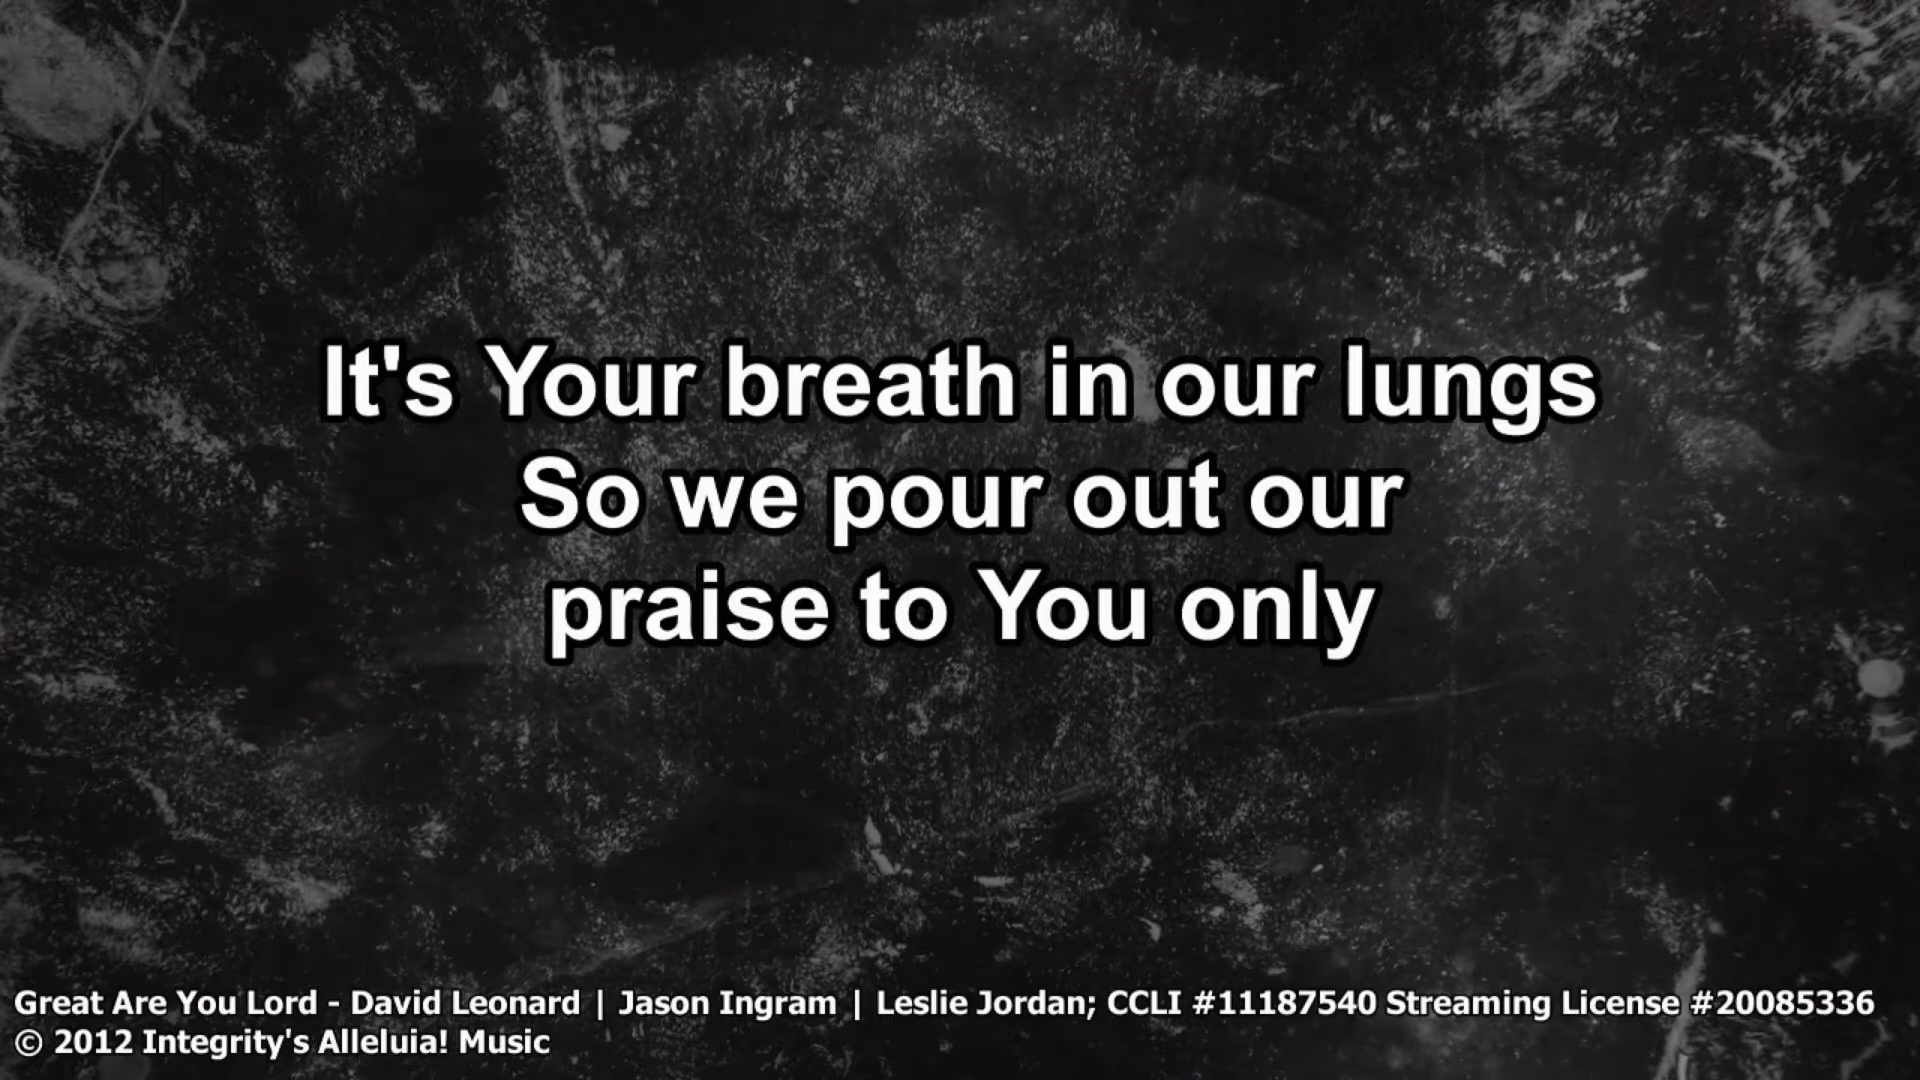 It's Your breath in our lungs
So we pour out our
praise to You only
Great Are You Lord - David Leonard | Jason Ingram | Leslie Jordan; CCLI #11187540 Streaming License #20085336
© 2012 Integrity's Alleluia! Music